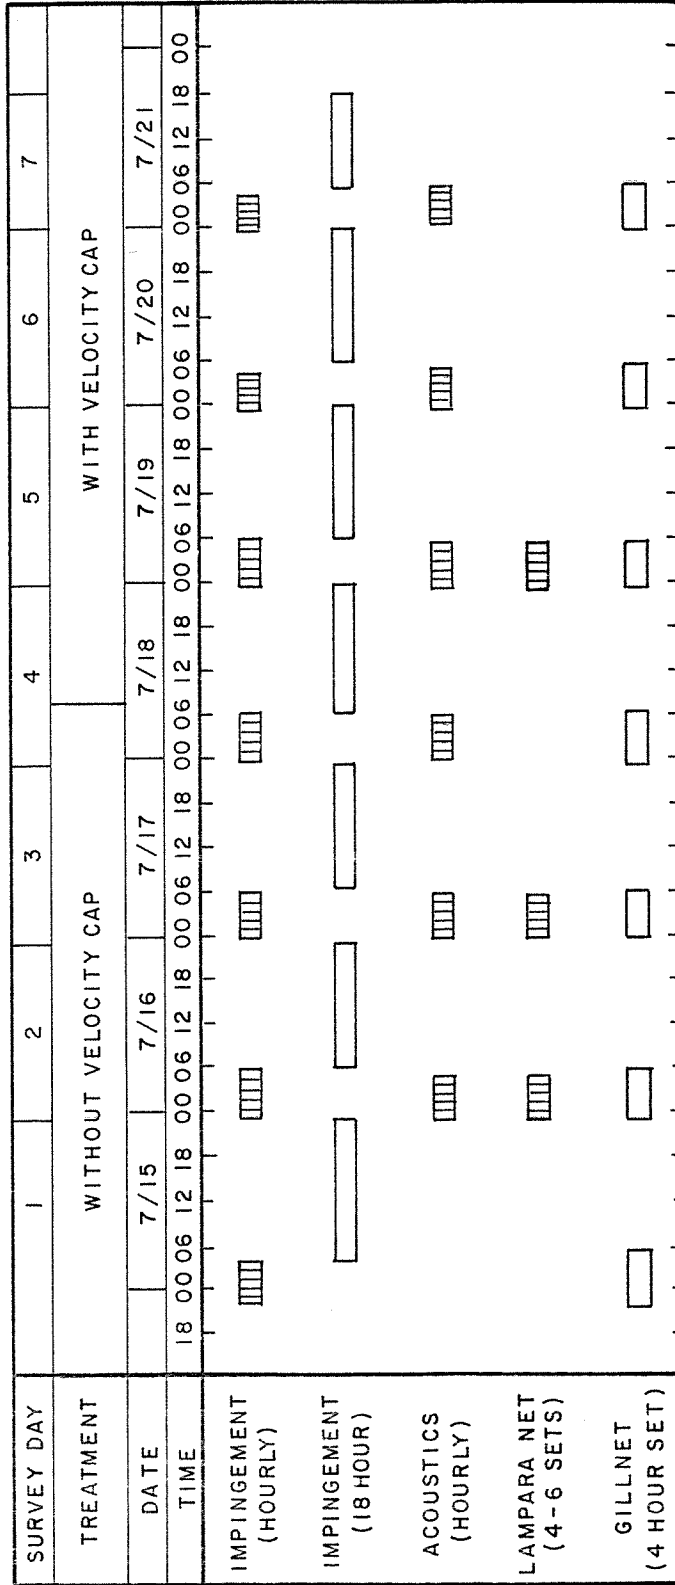 SURVEY DAY 1 2 3 4 5 6 7
TREATMENT WITHOUT VELOCITY CAP WITH VELOCITY CAP
DATE 7/15 7/16 7/17 7/18 7/19 7/20 7/21
TIME 18 00 06 12 18 00 06 12 18 00 06 12 18 00 06 12 18 00 06 12 18 00 06 12 18 00 06 12 18 00
IMPINGEMENT
(HOURLY)
IMPINGEMENT
(18 HOUR)
ACOUSTICS
(HOURLY)
LAMPARA NET
(4-6 SETS)
GILLNET
(4 HOUR SET)